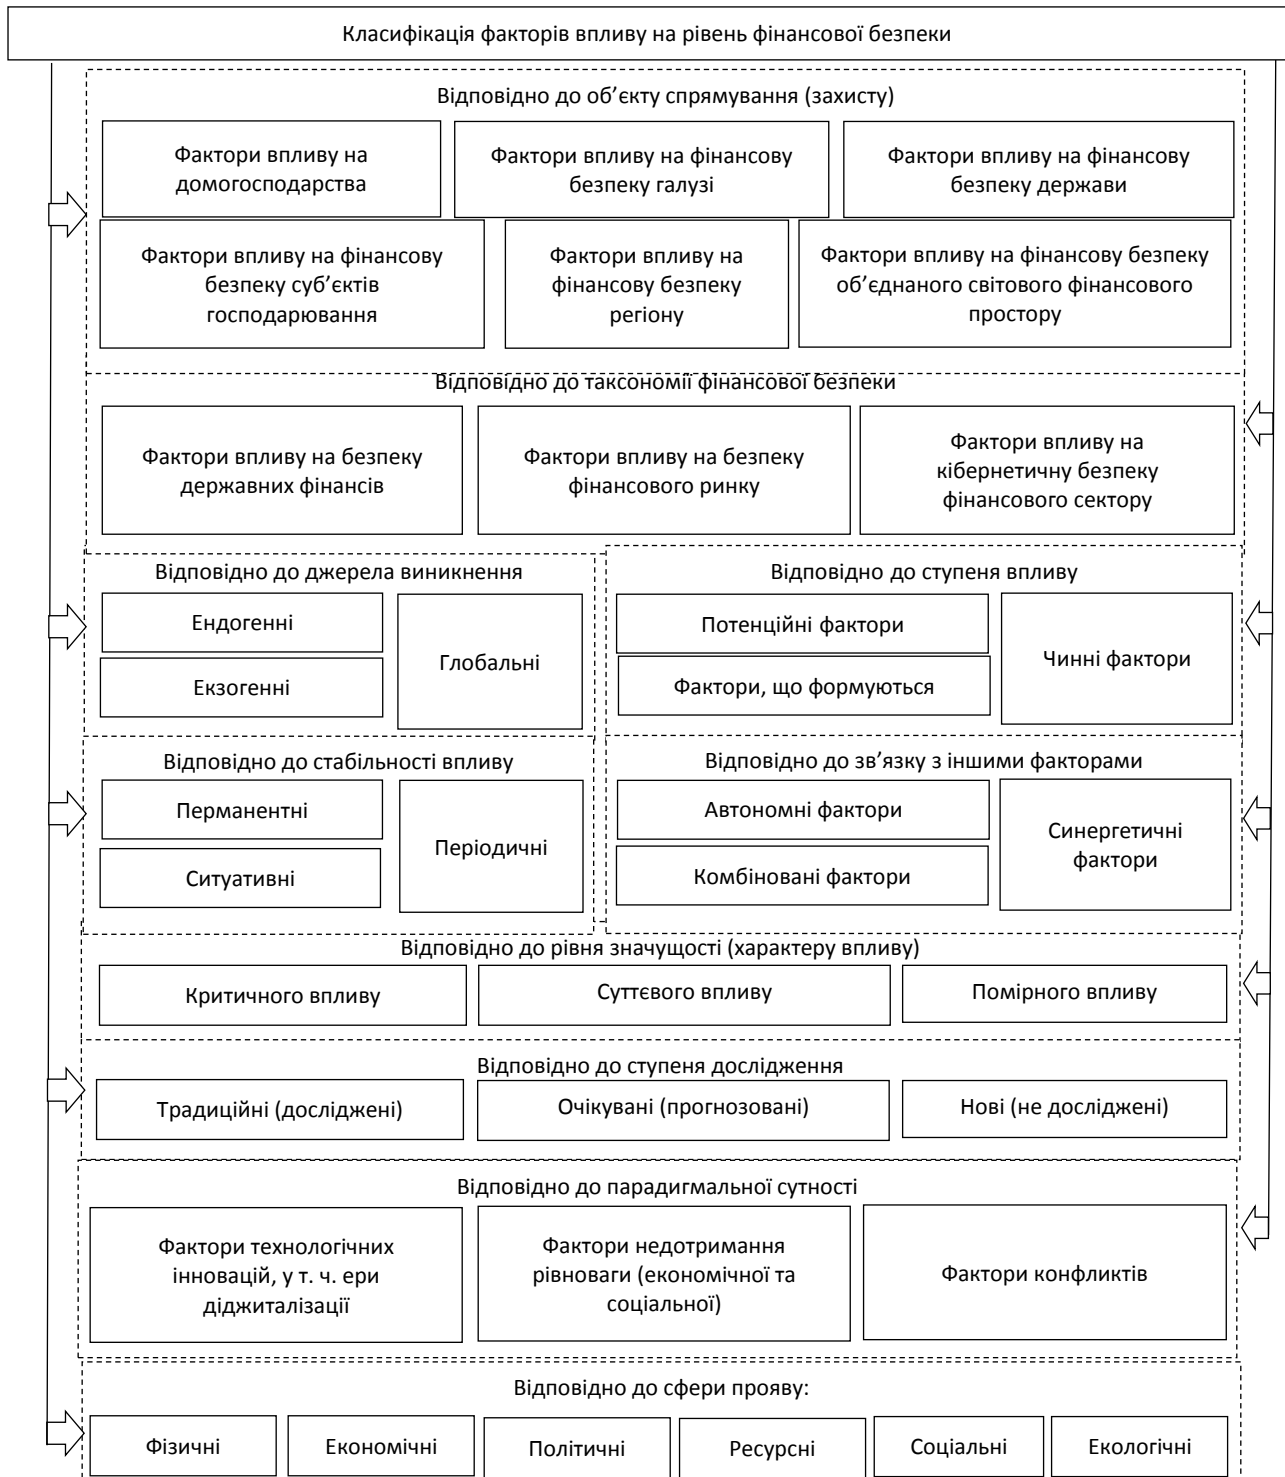 Класифікація факторів впливу на рівень фінансової безпеки
Відповідно до об’єкту спрямування (захисту)
Фактори впливу на
домогосподарства
Фактори впливу на фінансову
безпеку галузі
Фактори впливу на фінансову
безпеку держави
Фактори впливу на фінансову
безпеку суб’єктів
господарювання
Фактори впливу на
фінансову безпеку
регіону
Фактори впливу на фінансову безпеку
об’єднаного світового фінансового
простору
Відповідно до таксономії фінансової безпеки
Фактори впливу на безпеку
державних фінансів
Фактори впливу на безпеку
фінансового ринку
Фактори впливу на
кібернетичну безпеку
фінансового сектору
Відповідно до джерела виникнення
Ендогенні
Екзогенні
Глобальні
Відповідно до ступеня впливу
Потенційні фактори
Фактори, що формуються
Чинні фактори
Відповідно до стабільності впливу
Перманентні
Ситуативні
Періодичні
Відповідно до зв’язку з іншими факторами
Автономні фактори
Комбіновані фактори
Синергетичні
фактори
Відповідно до рівня значущості (характеру впливу)
Критичного впливу
Суттєвого впливу
Помірного впливу
Відповідно до ступеня дослідження
Традиційні (досліджені)
Очікувані (прогнозовані)
Нові (не досліджені)
Відповідно до парадигмальної сутності
Фактори технологічних
інновацій, у т. ч. ери
діджиталізації
Фактори недотримання
рівноваги (економічної та
соціальної)
Фактори конфликтів
Відповідно до сфери прояву:
Фізичні
Економічні
Політичні
Ресурсні
Соціальні
Екологічні